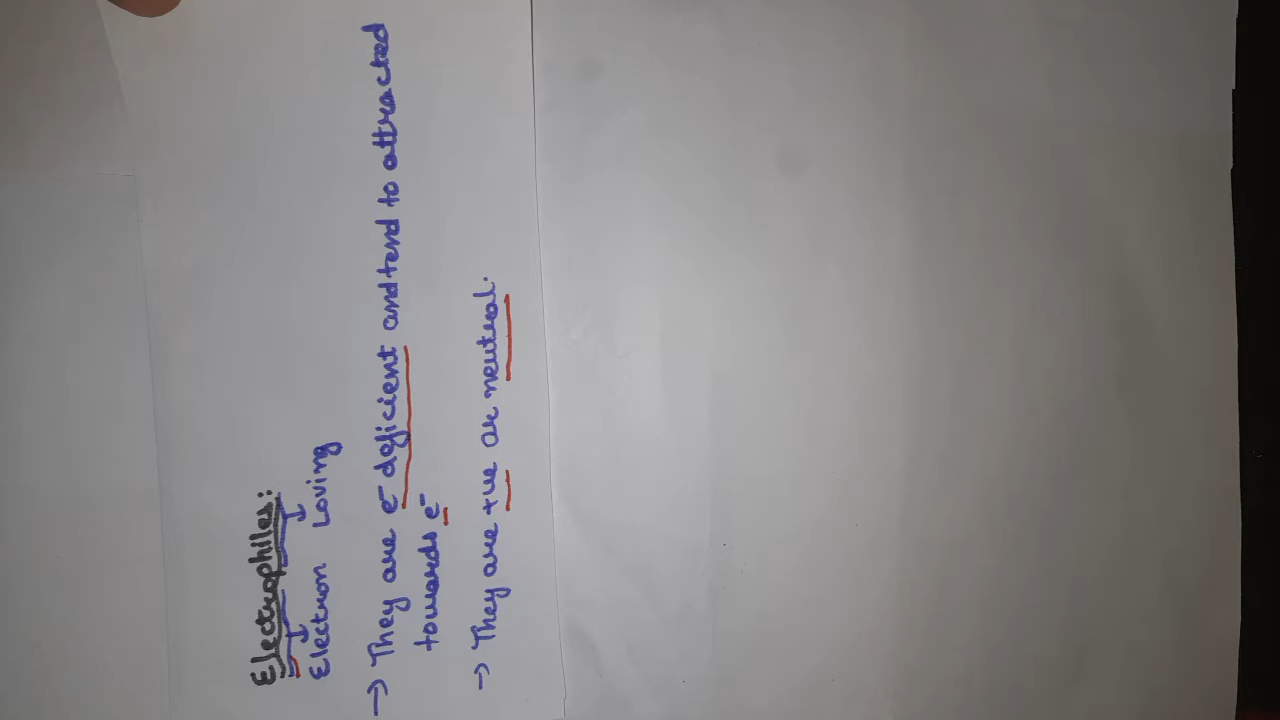 Electrophiles:
Electron Loving
→ They are e⁻ deficient and tend to attracted
towards e⁻
→ They are +ve or neutral.